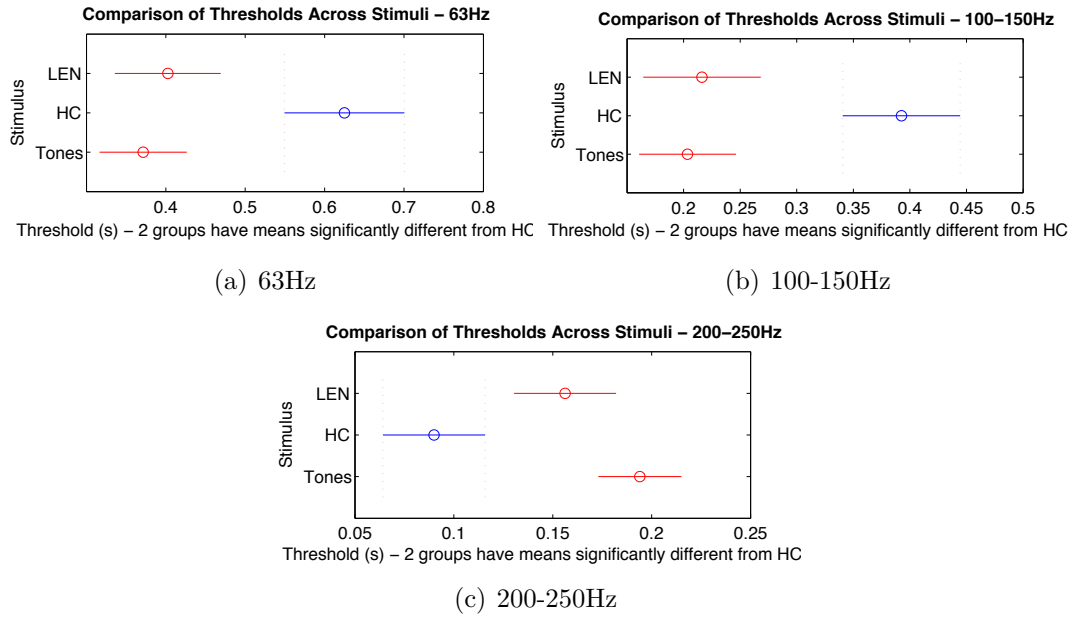 Comparison of Thresholds Across Stimuli – 63Hz
Stimulus
LEN
HC
Tones
0.4 0.5 0.6 0.7 0.8
Threshold (s) – 2 groups have means significantly different from HC
(a) 63Hz
Comparison of Thresholds Across Stimuli – 100–150Hz
Stimulus
LEN
HC
Tones
0.2 0.25 0.3 0.35 0.4 0.45 0.5
Threshold (s) – 2 groups have means significantly different from HC
(b) 100-150Hz
Comparison of Thresholds Across Stimuli – 200–250Hz
Stimulus
LEN
HC
Tones
0.05 0.1 0.15 0.2 0.25
Threshold (s) – 2 groups have means significantly different from HC
(c) 200-250Hz